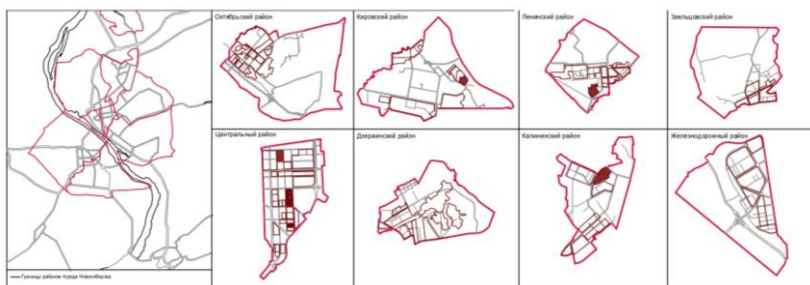 Октябрьский район
Кировский район
Ленинский район
Заельцовский район
Центральный район
Дзержинский район
Калининский район
Железнодорожный район
Границы районов города Новосибирска